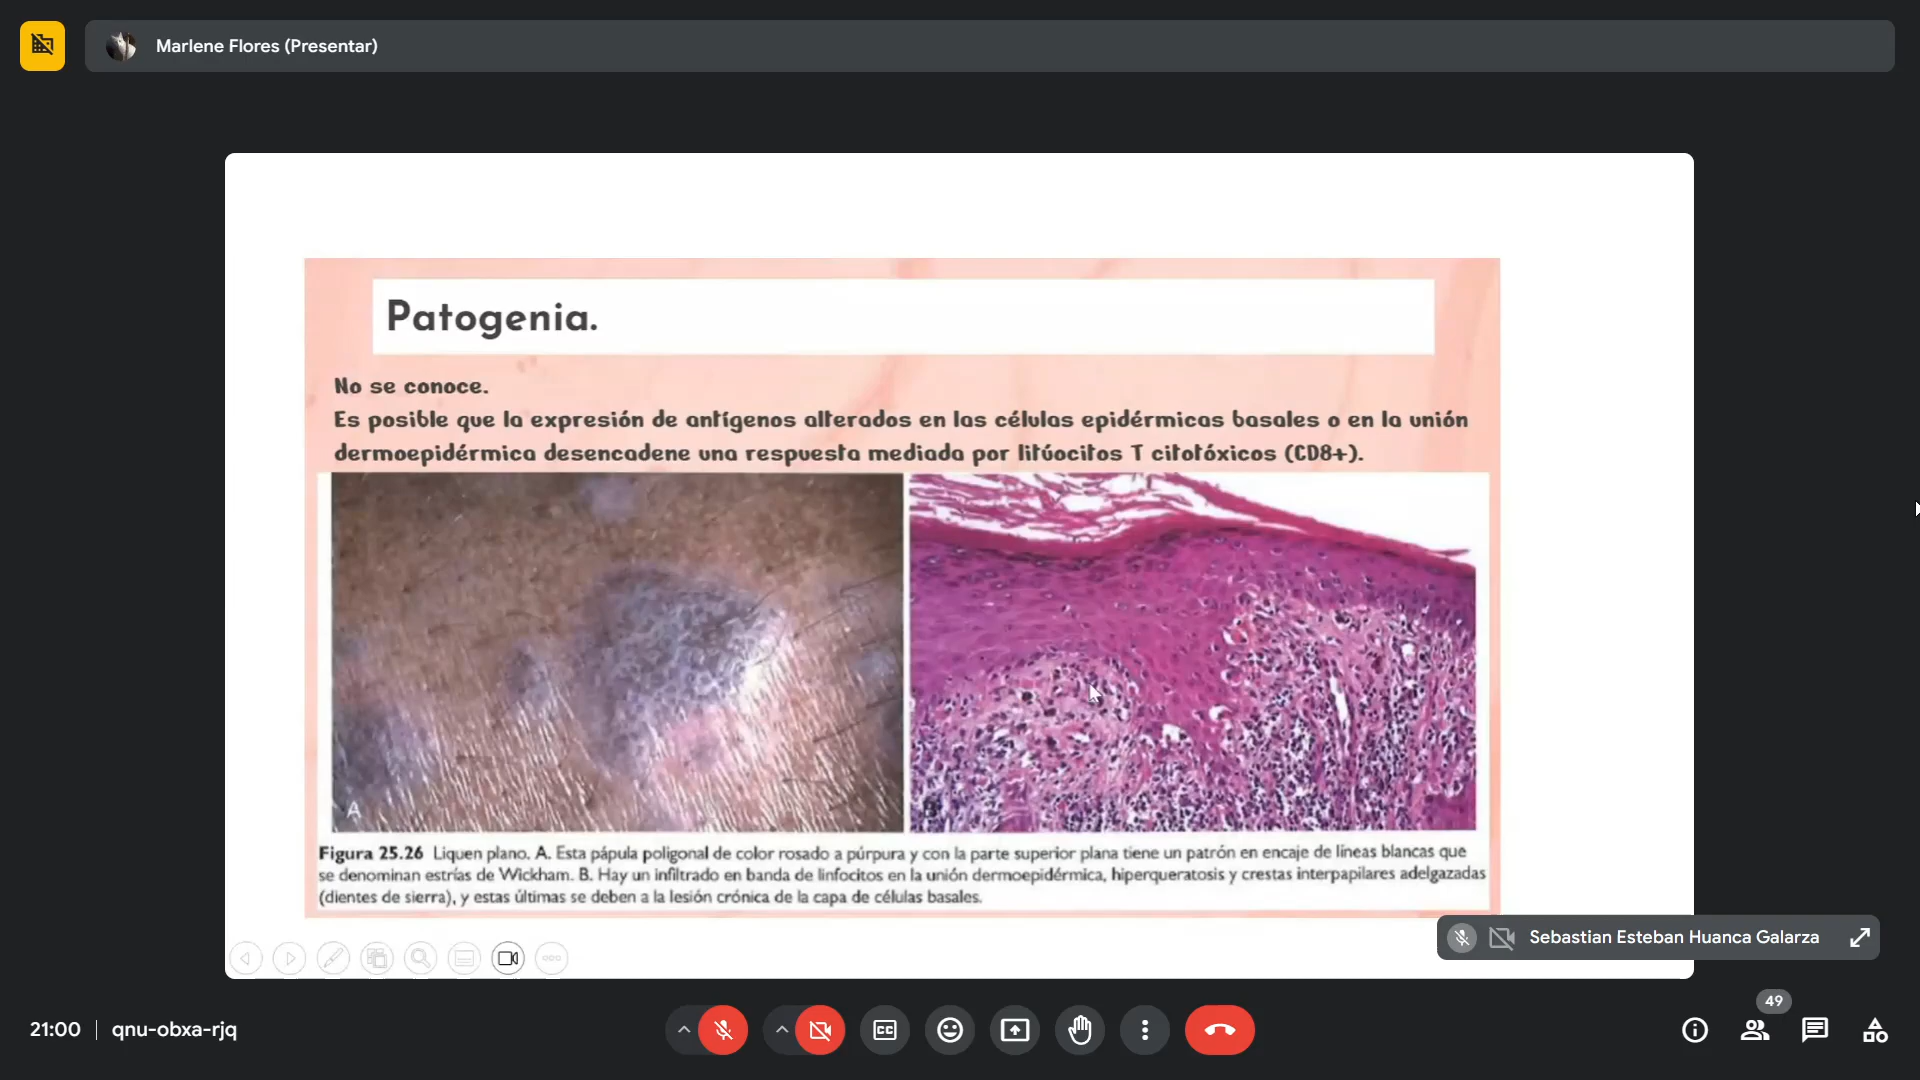 Marlene Flores (Presentar)
Patogenia.
No se conoce.
Es posible que la expresión de antígenos alterados en las células epidérmicas basales o en la unión
dermoepidérmica desencadene una respuesta mediada por litúocitos T citotóxicos (CD8+).
A
B
Figura 25.26 Liquen plano. A. Esta pápula poligonal de color rosado a púrpura y con la parte superior plana tiene un patrón en encaje de líneas blancas que
se denominan estrías de Wickham. B. Hay un infiltrado en banda de linfocitos en la unión dermoepidérmica, hiperqueratosis y crestas interpapilares adelgazadas
(dientes de sierra), y estas últimas se deben a la lesión crónica de la capa de células basales.
Sebastian Esteban Huanca Galarza
21:00 | qnu-obxa-rjq
CC
49